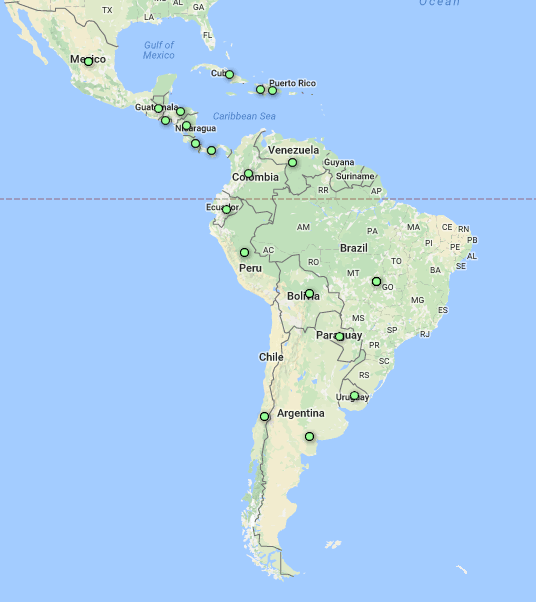 Ocean
TX
LA
AL
GA
FL
Gulf of
Mexico
Mexico
Cuba
Puerto Rico
Guatemala
Caribbean Sea
Nicaragua
Venezuela
Guyana
Suriname
Colombia
RR
AP
Ecuador
AM
PA
MA
CE
RN
PB
PI
PE
AL
AC
Brazil
TO
SE
RO
BA
Peru
MT
GO
Bolivia
MG
ES
MS
SP
RJ
Paraguay
PR
SC
Chile
RS
Uruguay
Argentina